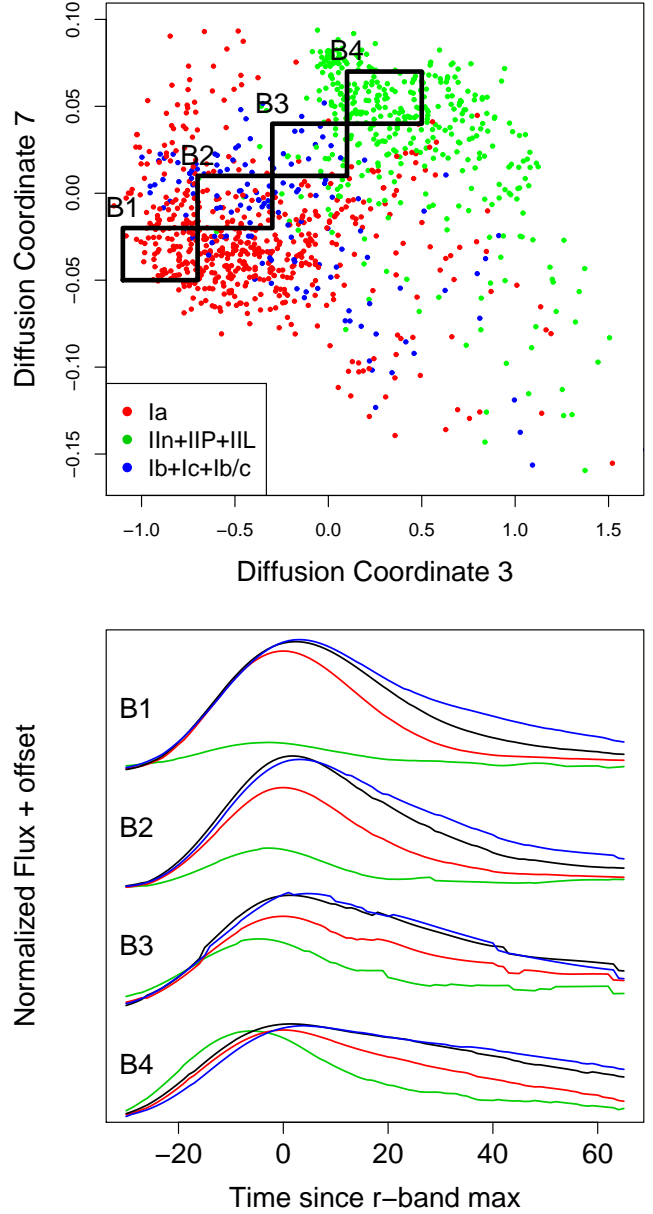 Diffusion Coordinate 7
0.10
0.05
0.00
−0.05
−0.10
−0.15
B4
B3
B2
B1
Ia
IIn+IIP+IIL
Ib+Ic+Ib/c
−1.0 −0.5 0.0 0.5 1.0 1.5
Diffusion Coordinate 3
Normalized Flux + offset
B1
B2
B3
B4
−20 0 20 40 60
Time since r−band max